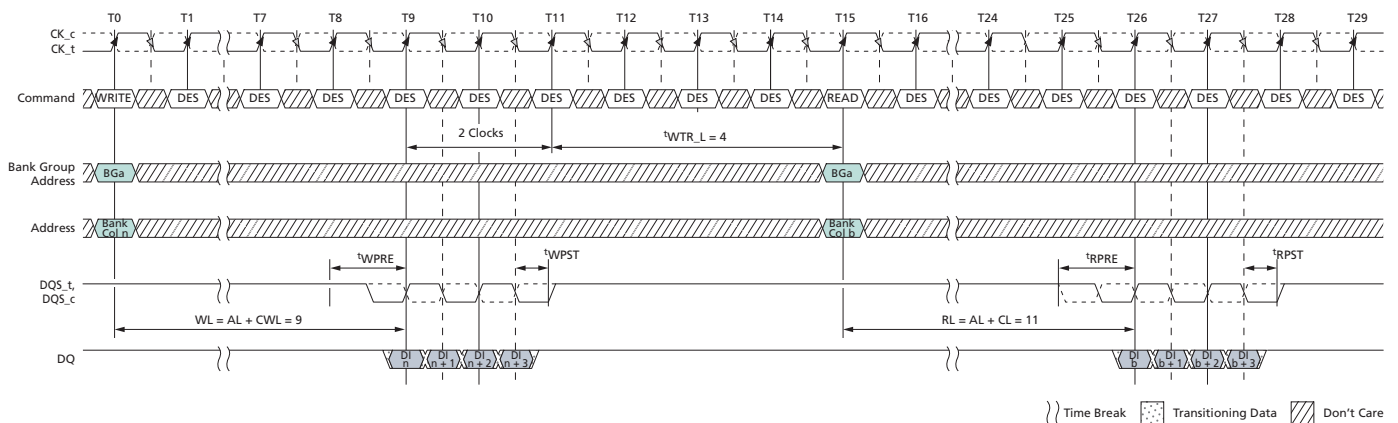 T0 T1 T7 T8 T9 T10 T11 T12 T13 T14 T15 T16 T24 T25 T26 T27 T28 T29
CK_c
CK_t
Command WRITE DES DES DES DES DES DES DES DES DES READ DES DES DES DES DES DES DES
2 Clocks tWTR_L = 4
Bank Group
Address BGa BGa
Address Bank
Col n Bank
Col b
tWPRE tWPST tRPRE tRPST
DQS_t,
DQS_c
WL = AL + CWL = 9 RL = AL + CL = 11
DQ DI
n DI
n + 1 DI
n + 2 DI
n + 3 DI
b DI
b + 1 DI
b + 2 DI
b + 3
Time Break Transitioning Data Don't Care